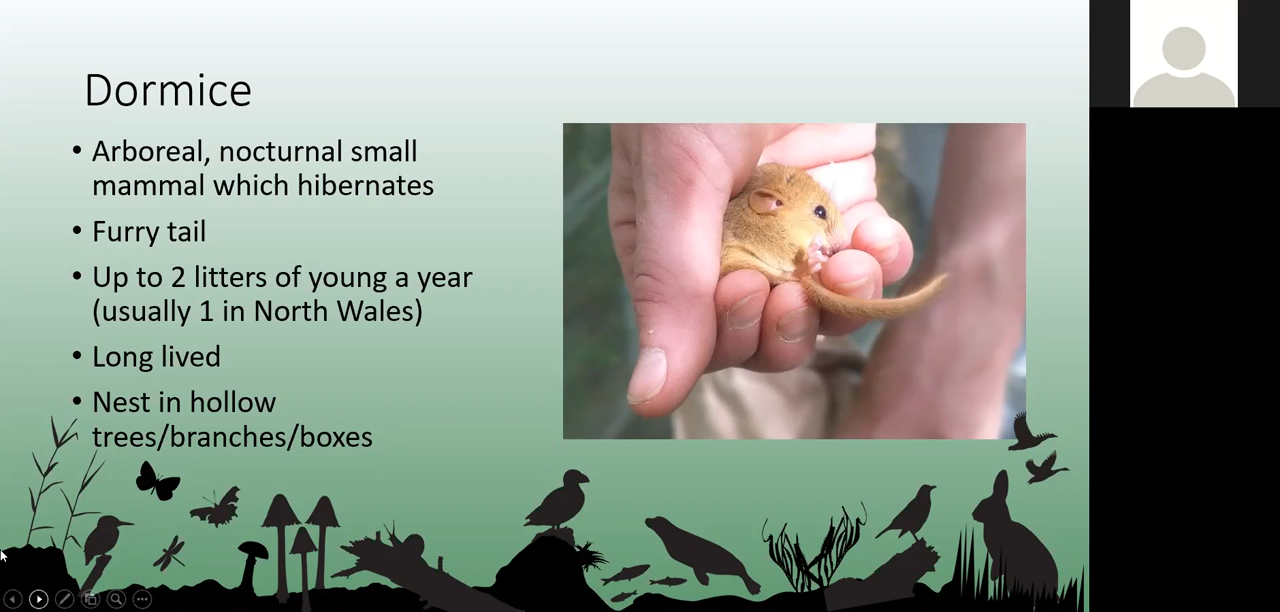 Dormice
• Arboreal, nocturnal small
mammal which hibernates
• Furry tail
• Up to 2 litters of young a year
(usually 1 in North Wales)
• Long lived
• Nest in hollow
trees/branches/boxes